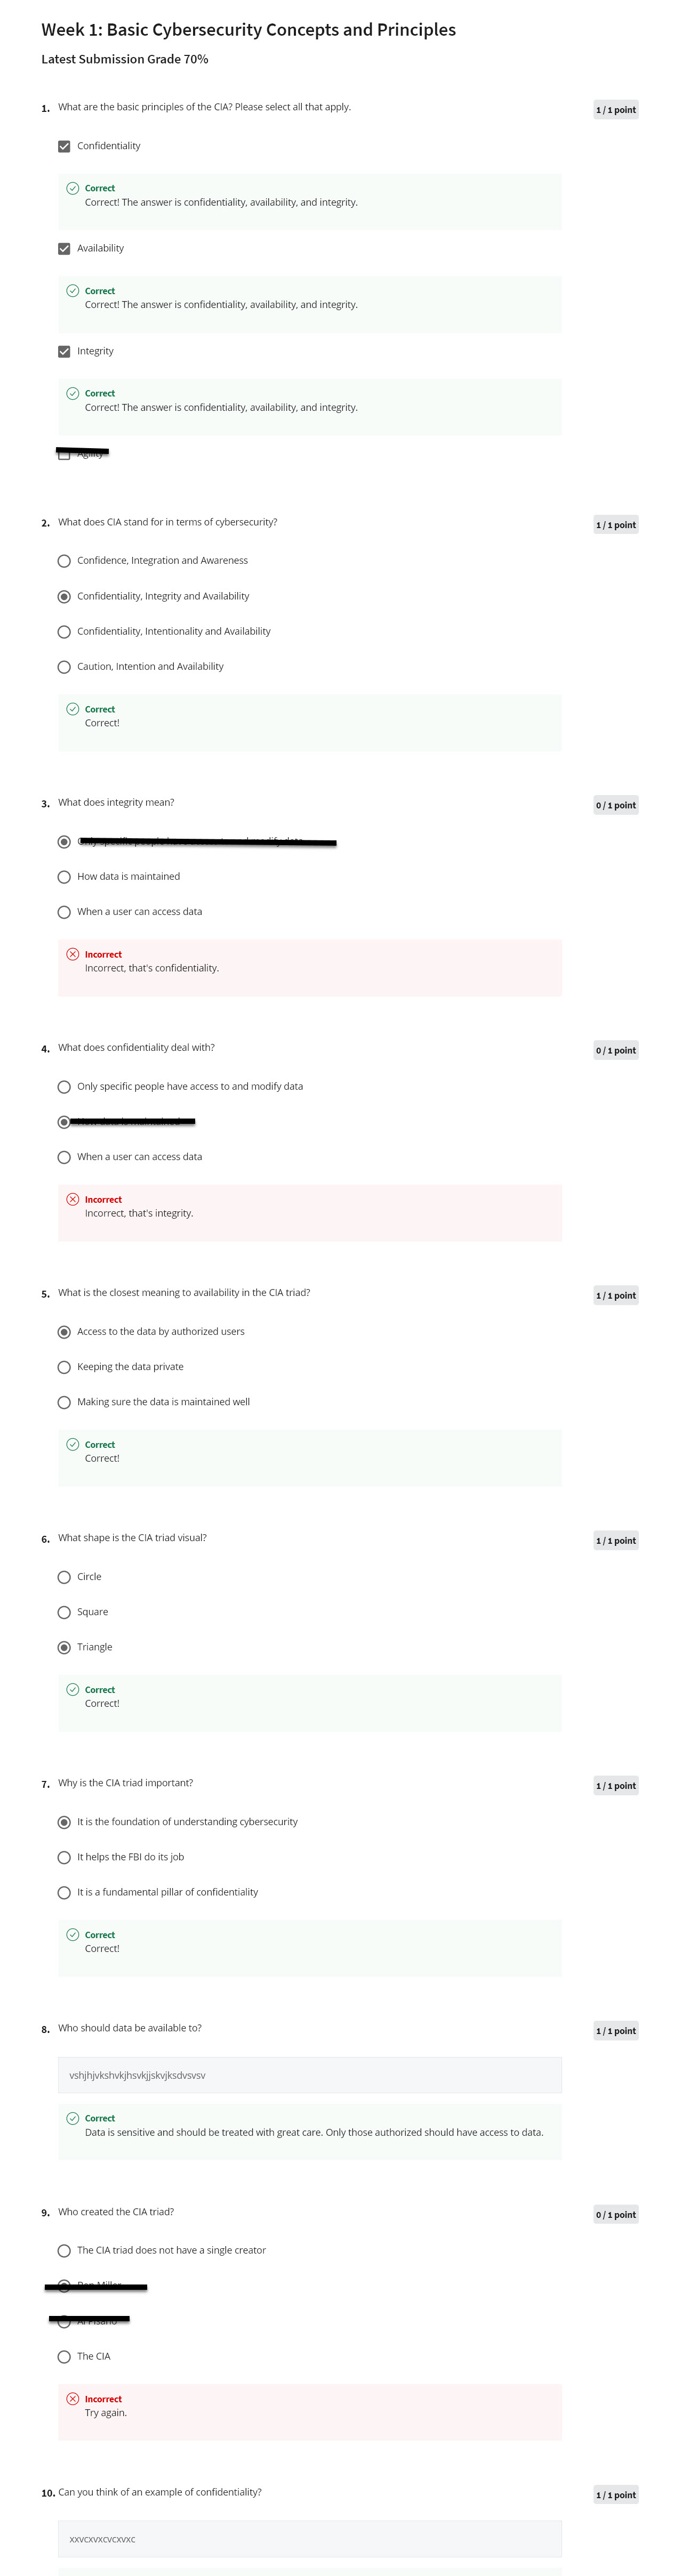 Week 1: Basic Cybersecurity Concepts and Principles
Latest Submission Grade 70%
1. What are the basic principles of the CIA? Please select all that apply. 1 / 1 point
Confidentiality
Correct
Correct! The answer is confidentiality, availability, and integrity.
Availability
Correct
Correct! The answer is confidentiality, availability, and integrity.
Integrity
Correct
Correct! The answer is confidentiality, availability, and integrity.
Agility
2. What does CIA stand for in terms of cybersecurity? 1 / 1 point
Confidence, Integration and Awareness
Confidentiality, Integrity and Availability
Confidentiality, Intentionality and Availability
Caution, Intention and Availability
Correct
Correct!
3. What does integrity mean? 0 / 1 point
Only specific people have access to and modify data
How data is maintained
When a user can access data
Incorrect
Incorrect, that's confidentiality.
4. What does confidentiality deal with? 0 / 1 point
Only specific people have access to and modify data
When a user can access data
Incorrect
Incorrect, that's integrity.
5. What is the closest meaning to availability in the CIA triad? 1 / 1 point
Access to the data by authorized users
Keeping the data private
Making sure the data is maintained well
Correct
Correct!
6. What shape is the CIA triad visual? 1 / 1 point
Circle
Square
Triangle
Correct
Correct!
7. Why is the CIA triad important? 1 / 1 point
It is the foundation of understanding cybersecurity
It helps the FBI do its job
It is a fundamental pillar of confidentiality
Correct
Correct!
8. Who should data be available to? 1 / 1 point
vshjhjvkshvkjhsvkjjskvjksdvsvsv
Correct
Data is sensitive and should be treated with great care. Only those authorized should have access to data.
9. Who created the CIA triad? 0 / 1 point
The CIA triad does not have a single creator
The CIA
Incorrect
Try again.
10. Can you think of an example of confidentiality? 1 / 1 point
xxvcxvxcvcxvxc